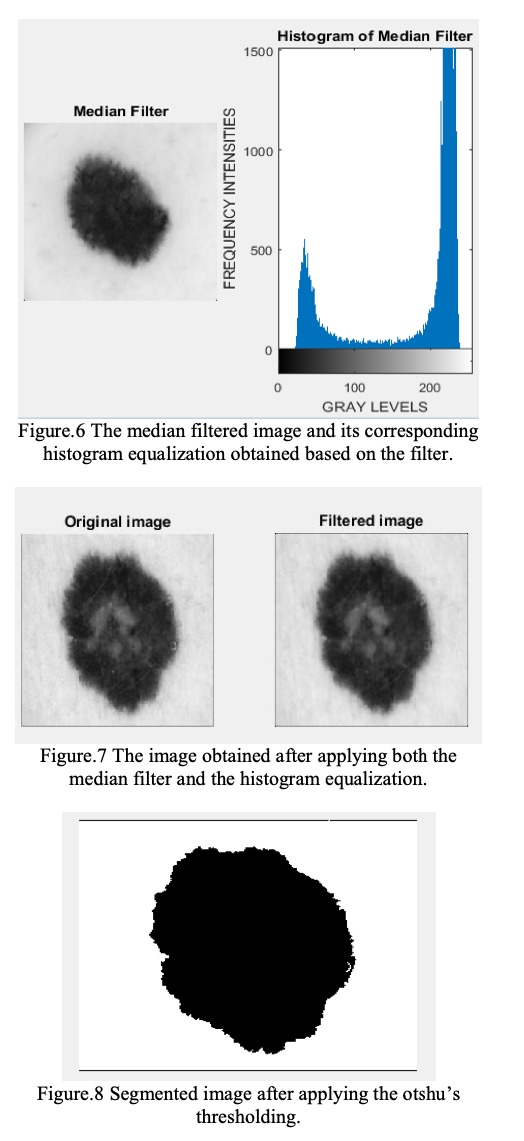 Histogram of Median Filter
Median Filter
FREQUENCY INTENSITIES
1500
1000
500
0
0 100 200
GRAY LEVELS
Figure.6 The median filtered image and its corresponding
histogram equalization obtained based on the filter.
Original image
Filtered image
Figure.7 The image obtained after applying both the
median filter and the histogram equalization.
Figure.8 Segmented image after applying the otshu’s
thresholding.